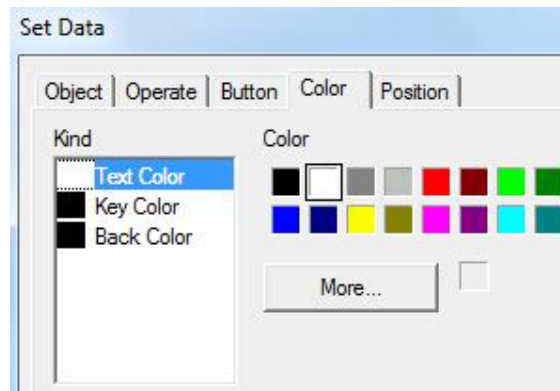 Set Data
Object Operate Button Color Position
Kind
Color
Text Color
Key Color
Back Color
More...